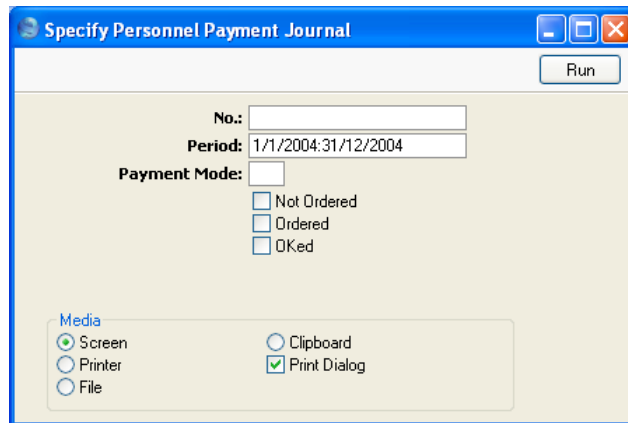 Specify Personnel Payment Journal
Run
No.:
Period: 1/1/2004:31/12/2004
Payment Mode:
Not Ordered
Ordered
OKed
Media
Screen Clipboard
Printer Print Dialog
File